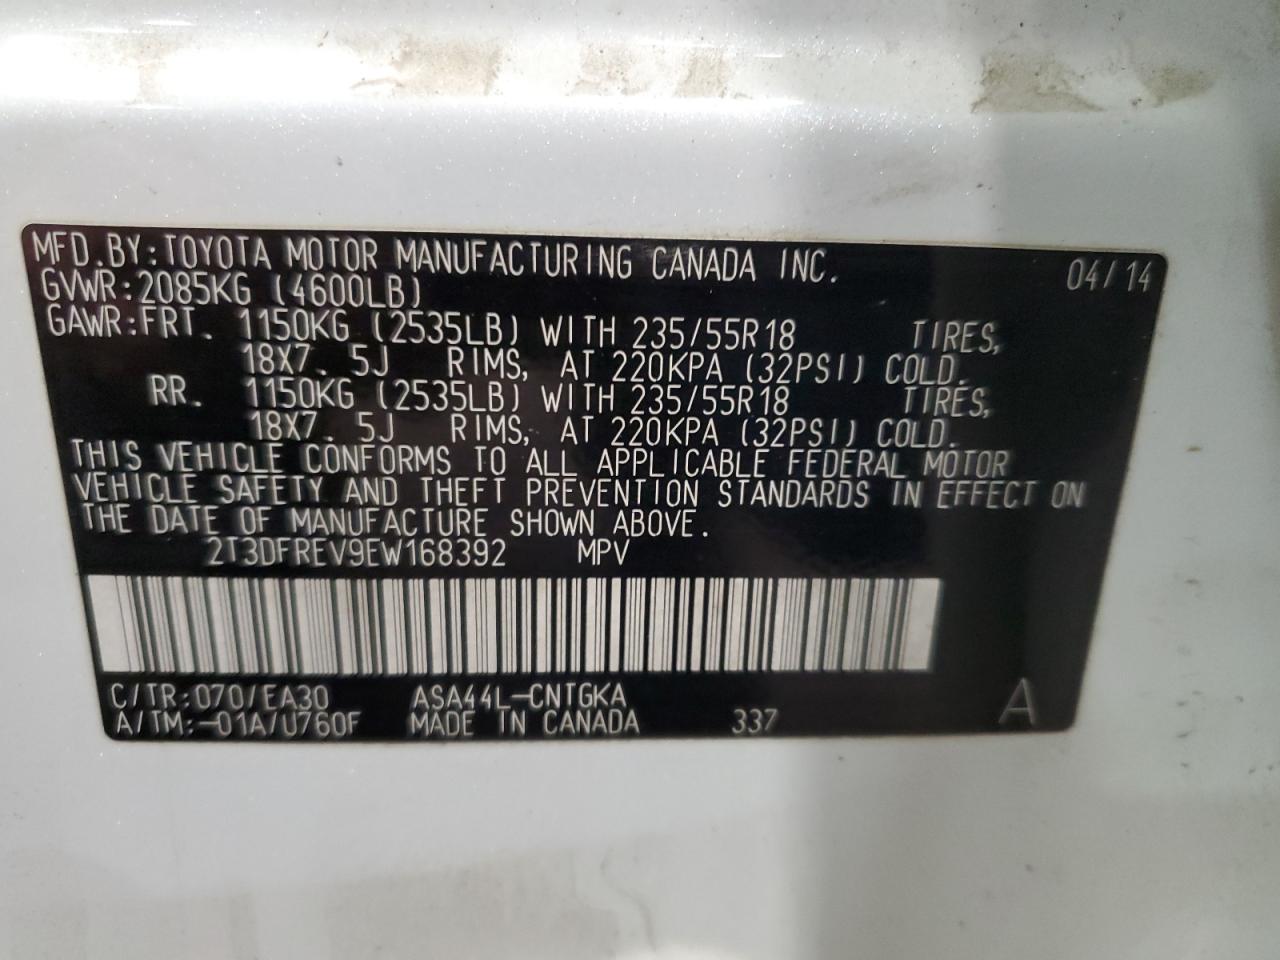 MFD.BY:TOYOTA MOTOR MANUFACTURING CANADA INC. 04/14
GVWR:2085KG (4600LB)
GAWR:FRT. 1150KG (2535LB) WITH 235/55R18 TIRES,
18X7.5J RIMS, AT 220KPA (32PSI) COLD.
RR. 1150KG (2535LB) WITH 235/55R18 TIRES,
18X7.5J RIMS, AT 220KPA (32PSI) COLD.
THIS VEHICLE CONFORMS TO ALL APPLICABLE FEDERAL MOTOR
VEHICLE SAFETY AND THEFT PREVENTION STANDARDS IN EFFECT ON
THE DATE OF MANUFACTURE SHOWN ABOVE.
2T3DFREV9EW168392 MPV
C/TR:070/EA30 ASA44L-CNTGKA
A/TM:-01A/U760F MADE IN CANADA 337 A